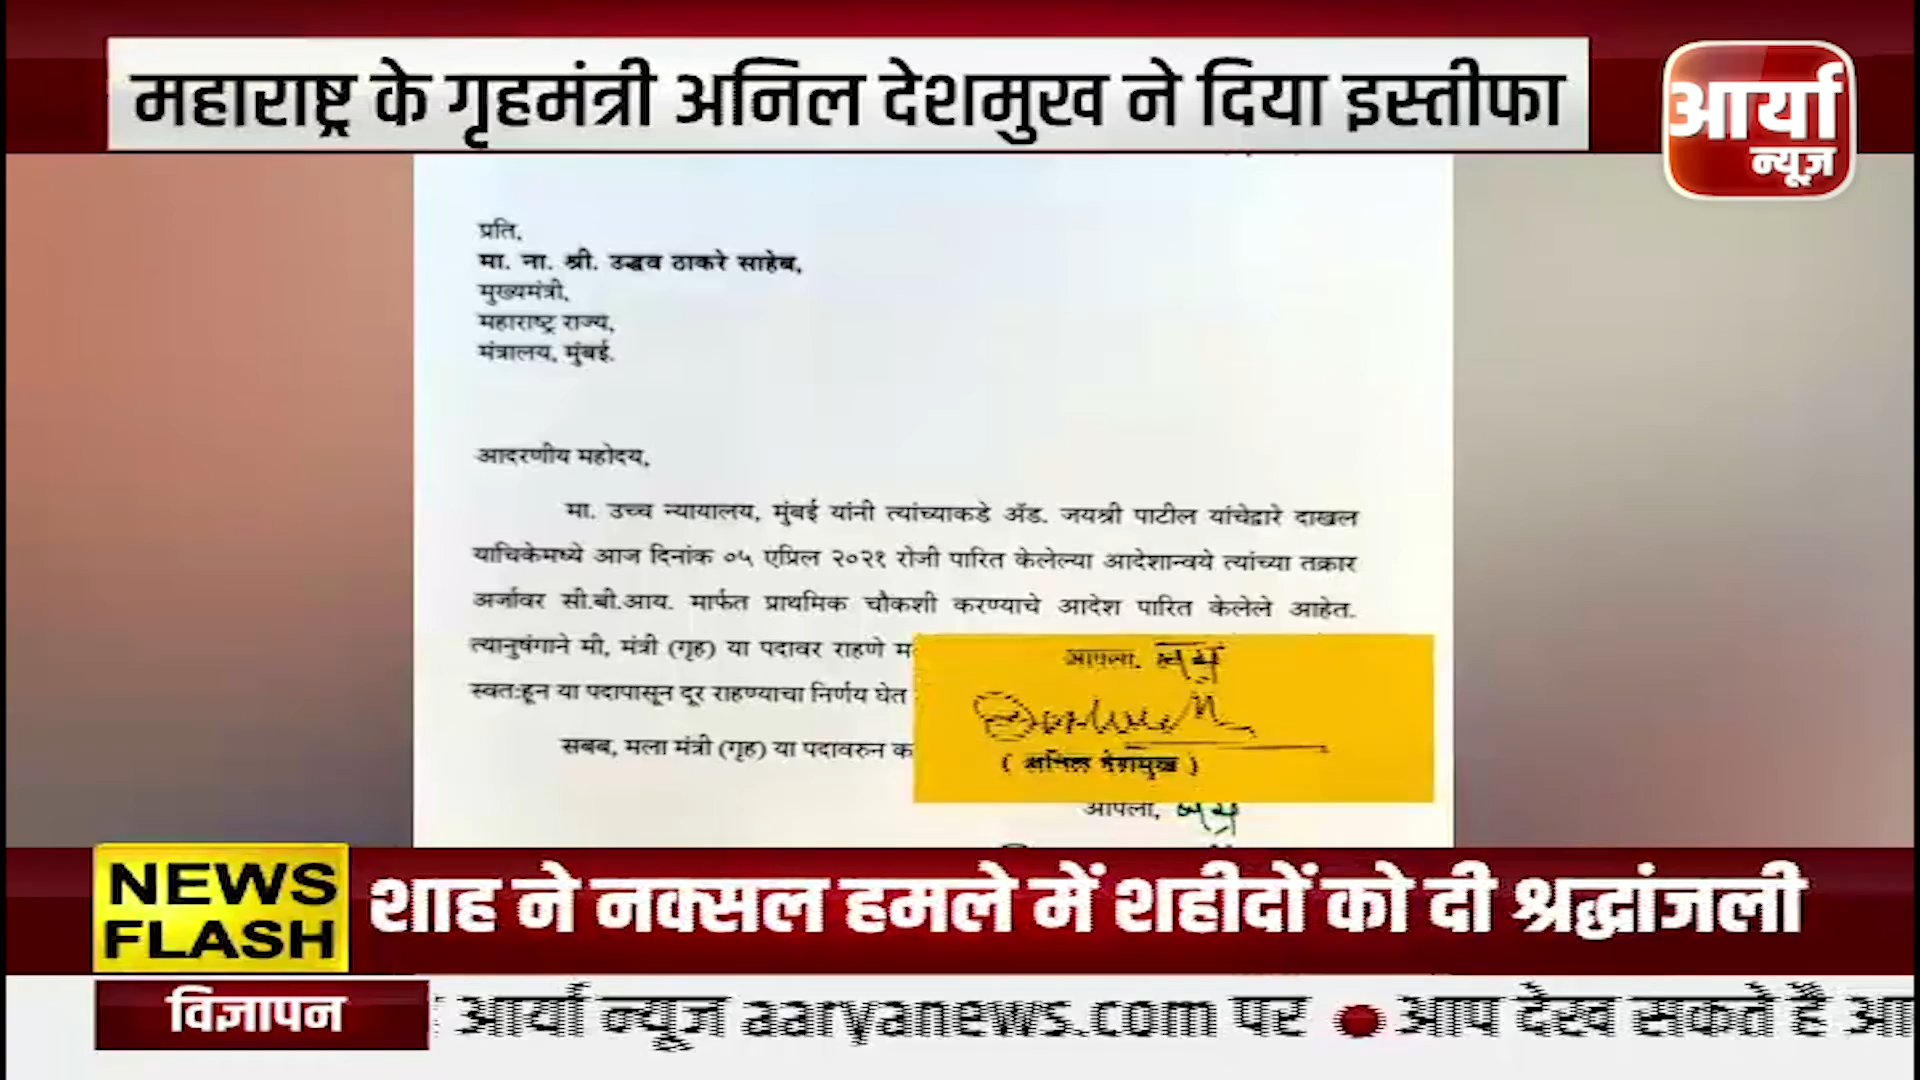 महाराष्ट्र के गृहमंत्री अनिल देशमुख ने दिया इस्तीफा
आर्या
न्यूज़
प्रति,
मा. ना. श्री. उद्धव ठाकरे साहेब,
मुख्यमंत्री,
महाराष्ट्र राज्य,
मंत्रालय, मुंबई.
आदरणीय महोदय,
मा. उच्च न्यायालय, मुंबई यांनी त्यांच्याकडे ॲड. जयश्री पाटील यांचेद्वारे दाखल
याचिकेमध्ये आज दिनांक ०५ एप्रिल २०२१ रोजी पारित केलेल्या आदेशान्वये त्यांच्या तक्रार
अर्जावर सी.बी.आय. मार्फत प्राथमिक चौकशी करण्याचे आदेश पारित केलेले आहेत.
त्यानुषंगाने मी, मंत्री (गृह) या पदावर राहणे
स्वत:हून या पदापासून दूर राहण्याचा निर्णय घेत
सबब, मला मंत्री (गृह) या पदावरुन
आपला,
( अनिल देशमुख )
आपला,
NEWS
FLASH
शाह ने नक्सल हमले में शहीदों को दी श्रद्धांजली
विज्ञापन
आर्या न्यूज aaryanews.com पर ● आप देख सकते हैं आ